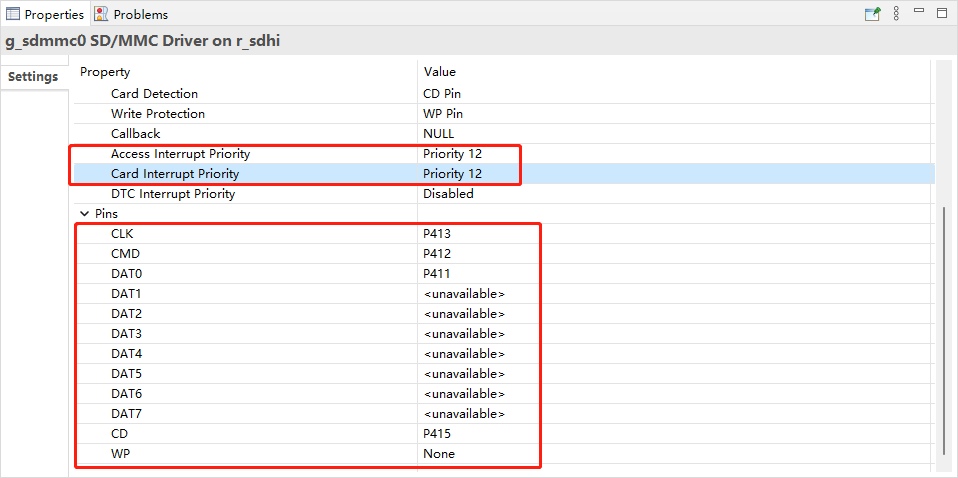 Properties Problems
g_sdmmc0 SD/MMC Driver on r_sdhi
Settings
Property Value
Card Detection CD Pin
Write Protection WP Pin
Callback NULL
Access Interrupt Priority Priority 12
Card Interrupt Priority Priority 12
DTC Interrupt Priority Disabled
Pins
CLK P413
CMD P412
DAT0 P411
DAT1 <unavailable>
DAT2 <unavailable>
DAT3 <unavailable>
DAT4 <unavailable>
DAT5 <unavailable>
DAT6 <unavailable>
DAT7 <unavailable>
CD P415
WP None